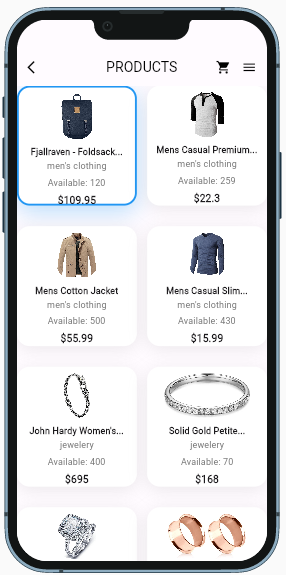 PRODUCTS
Fjallraven - Foldsack...
men's clothing
Available: 120
$109.95
Mens Casual Premium...
men's clothing
Available: 259
$22.3
Mens Cotton Jacket
men's clothing
Available: 500
$55.99
Mens Casual Slim...
men's clothing
Available: 430
$15.99
John Hardy Women's...
jewelery
Available: 400
$695
Solid Gold Petite...
jewelery
Available: 70
$168